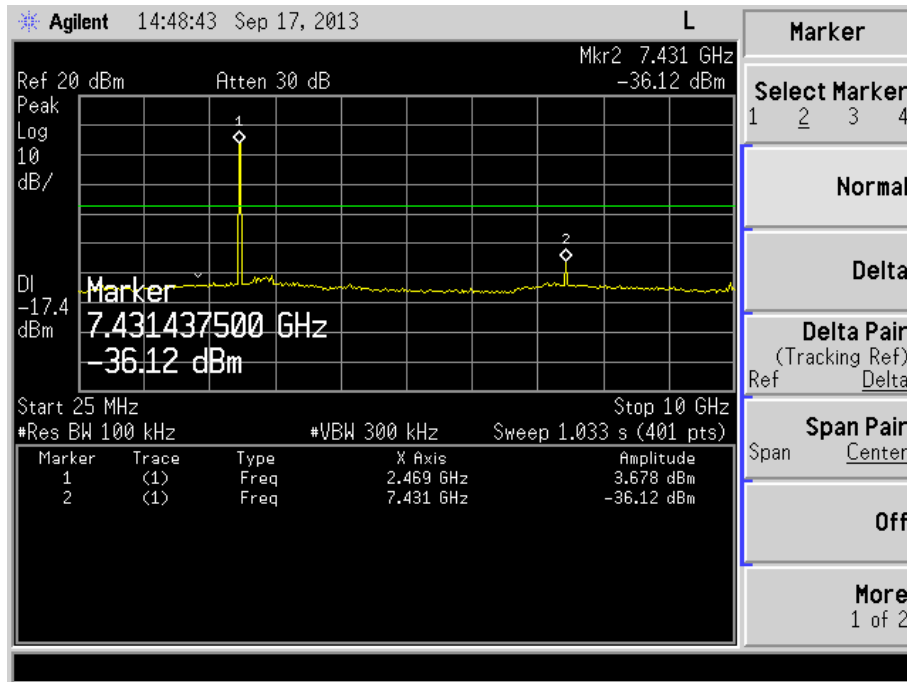 Agilent 14:48:43 Sep 17, 2013 L
Mkr2 7.431 GHz
Ref 20 dBm Atten 30 dB -36.12 dBm
Peak
Log
10
dB/
1
2
DI
-17.4
dBm
Marker
7.431437500 GHz
-36.12 dBm
Start 25 MHz Stop 10 GHz
#Res BW 100 kHz #VBW 300 kHz Sweep 1.033 s (401 pts)
Marker Trace Type X Axis Amplitude
1 (1) Freq 2.469 GHz 3.678 dBm
2 (1) Freq 7.431 GHz -36.12 dBm
Marker
Select Marker
1 2 3 4
Normal
Delta
Delta Pair
(Tracking Ref)
Ref Delta
Span Pair
Span Center
Off
More
1 of 2